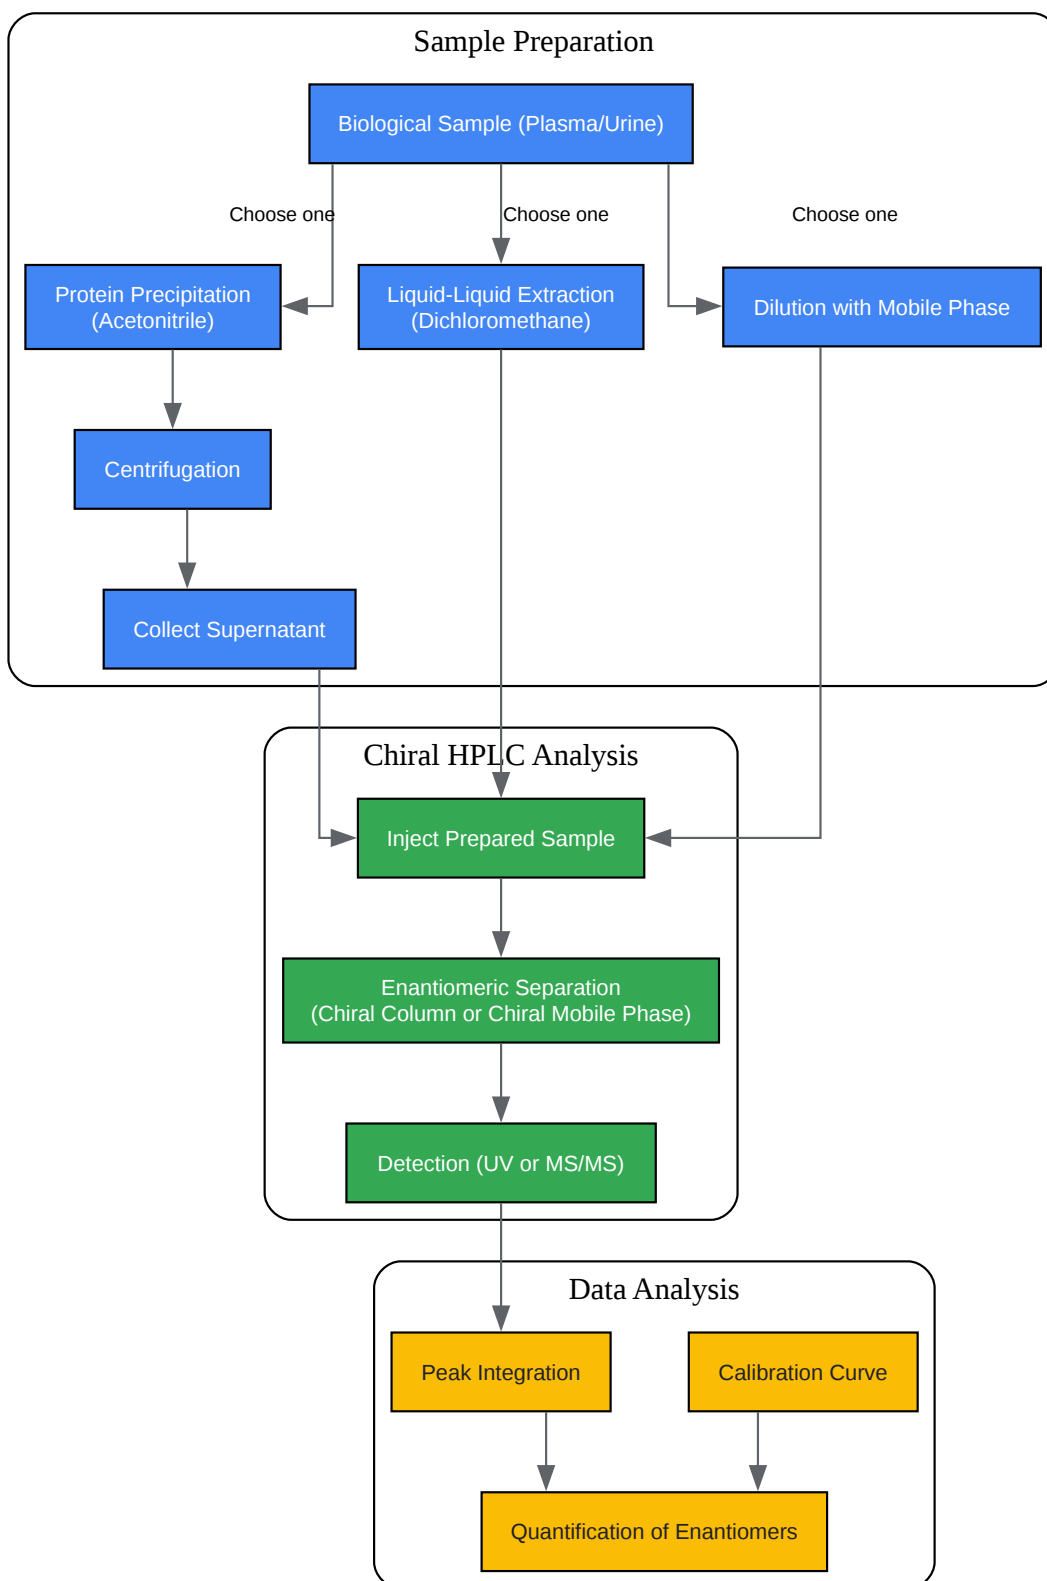 Sample Preparation
Biological Sample (Plasma/Urine)
Choose one
Choose one
Choose one
Protein Precipitation
(Acetonitrile)
Liquid-Liquid Extraction
(Dichloromethane)
Dilution with Mobile Phase
Centrifugation
Collect Supernatant
Chiral HPLC Analysis
Inject Prepared Sample
Enantiomeric Separation
(Chiral Column or Chiral Mobile Phase)
Detection (UV or MS/MS)
Data Analysis
Peak Integration
Calibration Curve
Quantification of Enantiomers